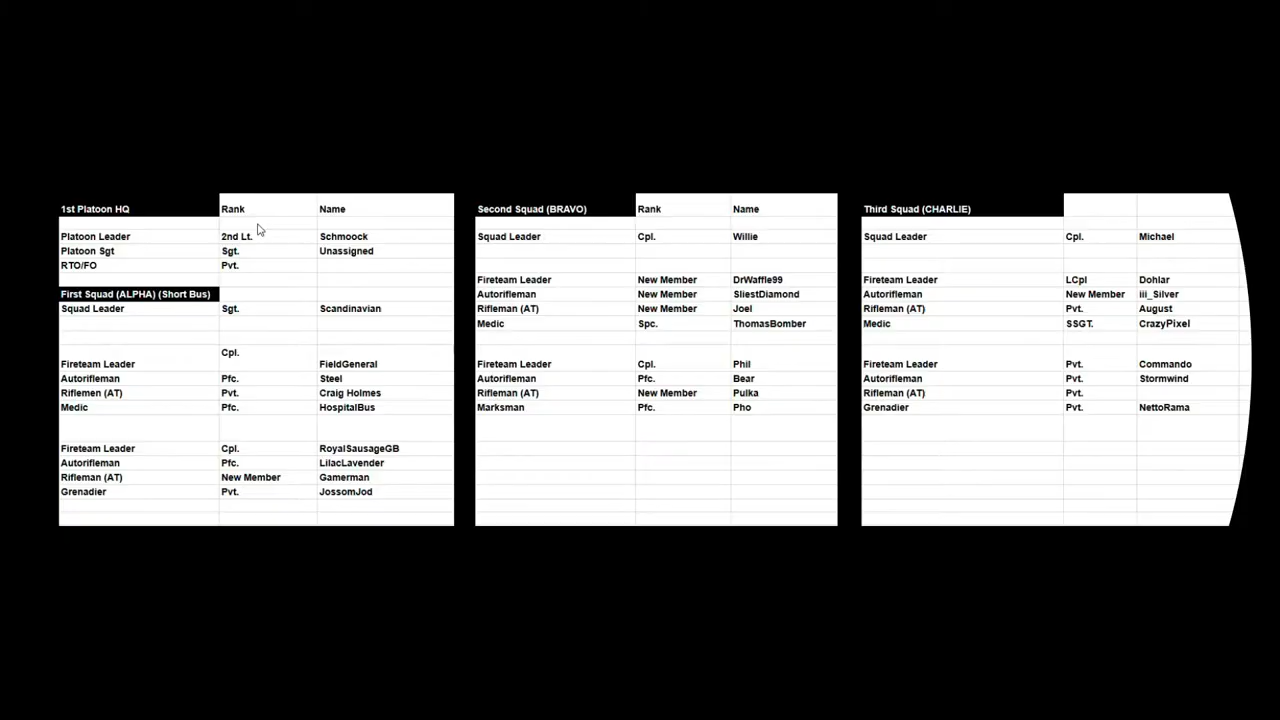 1st Platoon HQ Rank Name
Platoon Leader 2nd Lt. Schmoock
Platoon Sgt Sgt. Unassigned
RTO/FO Pvt.
First Squad (ALPHA) (Short Bus)
Squad Leader Sgt. Scandinavian
Cpl.
Fireteam Leader FieldGeneral
Autorifleman Pfc. Steel
Riflemen (AT) Pvt. Craig Holmes
Medic Pfc. HospitalBus
Fireteam Leader Cpl. RoyalSausageGB
Autorifleman Pfc. LilacLavender
Rifleman (AT) New Member Gamerman
Grenadier Pvt. JossomJod
Second Squad (BRAVO) Rank Name
Squad Leader Cpl. Willie
Fireteam Leader New Member DrWaffle99
Autorifleman New Member SliestDiamond
Rifleman (AT) New Member Joel
Medic Spc. ThomasBomber
Fireteam Leader Cpl. Phil
Autorifleman Pfc. Bear
Rifleman (AT) New Member Pulka
Marksman Pfc. Pho
Third Squad (CHARLIE)
Squad Leader Cpl. Michael
Fireteam Leader LCpl Dohlar
Autorifleman New Member iii_Silver
Rifleman (AT) Pvt. August
Medic SSGT. CrazyPixel
Fireteam Leader Pvt. Commando
Autorifleman Pvt. Stormwind
Rifleman (AT) Pvt.
Grenadier Pvt. NettoRama